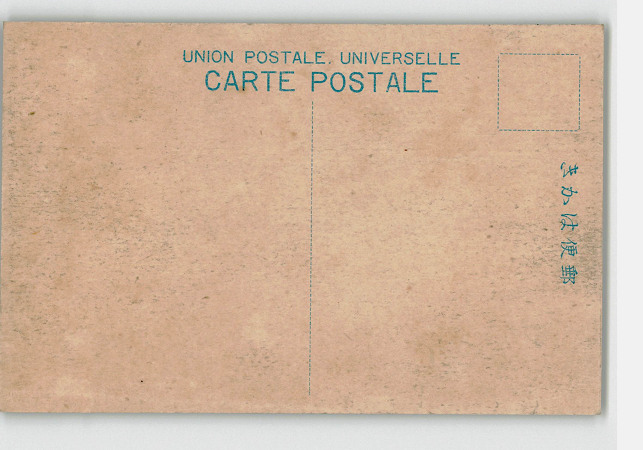 UNION POSTALE. UNIVERSELLE
CARTE POSTALE
きかは便郵